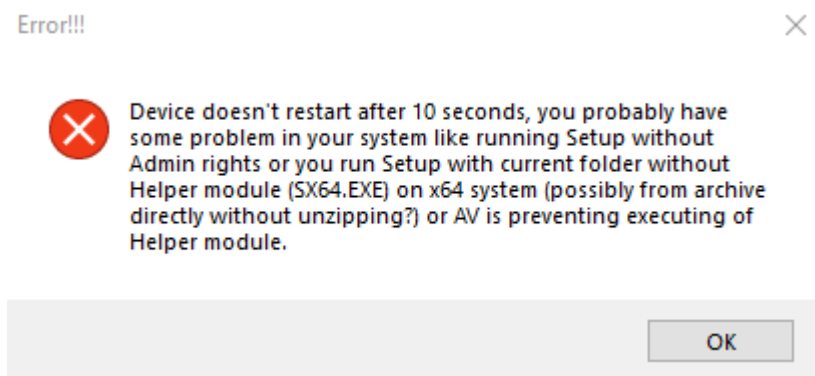 Error!!!
Device doesn't restart after 10 seconds, you probably have
some problem in your system like running Setup without
Admin rights or you run Setup with current folder without
Helper module (SX64.EXE) on x64 system (possibly from archive
directly without unzipping?) or AV is preventing executing of
Helper module.
OK